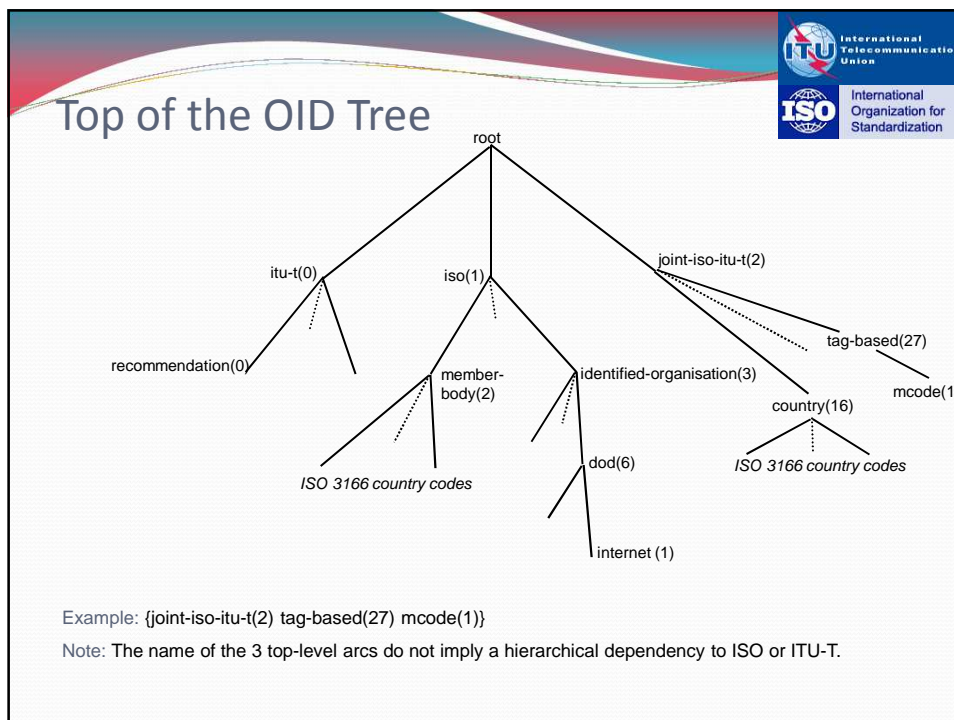 International
Telecommunicatio
Union
ITU
ISO
International
Organization for
Standardization
Top of the OID Tree
root
itu-t(0)
iso(1)
joint-iso-itu-t(2)
recommendation(0)
member-
body(2)
identified-organisation(3)
tag-based(27)
mcode(1
country(16)
ISO 3166 country codes
dod(6)
ISO 3166 country codes
internet (1)
Example: {joint-iso-itu-t(2) tag-based(27) mcode(1)}
Note: The name of the 3 top-level arcs do not imply a hierarchical dependency to ISO or ITU-T.